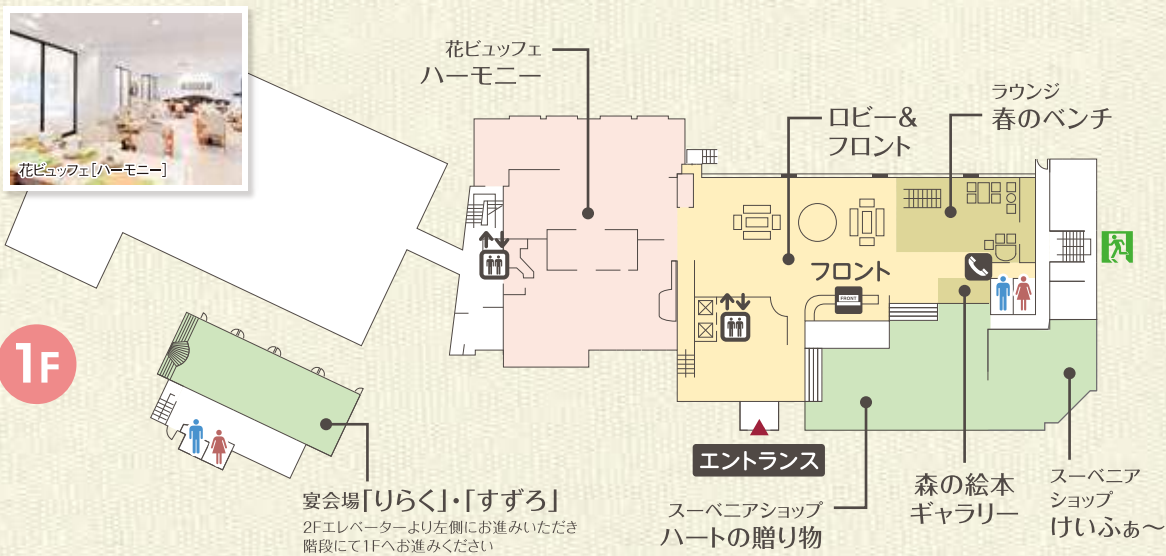 花ビュッフェ[ハーモニー]
花ビュッフェ
ハーモニー
ロビー&
フロント
ラウンジ
春のベンチ
フロント
FRONT
1F
エントランス
宴会場「りらく」・「すずろ」
2Fエレベーターより左側にお進みいただき
階段にて1Fへお進みください
スーベニアショップ
ハートの贈り物
森の絵本
ギャラリー
スーベニア
ショップ
けいふぁ〜